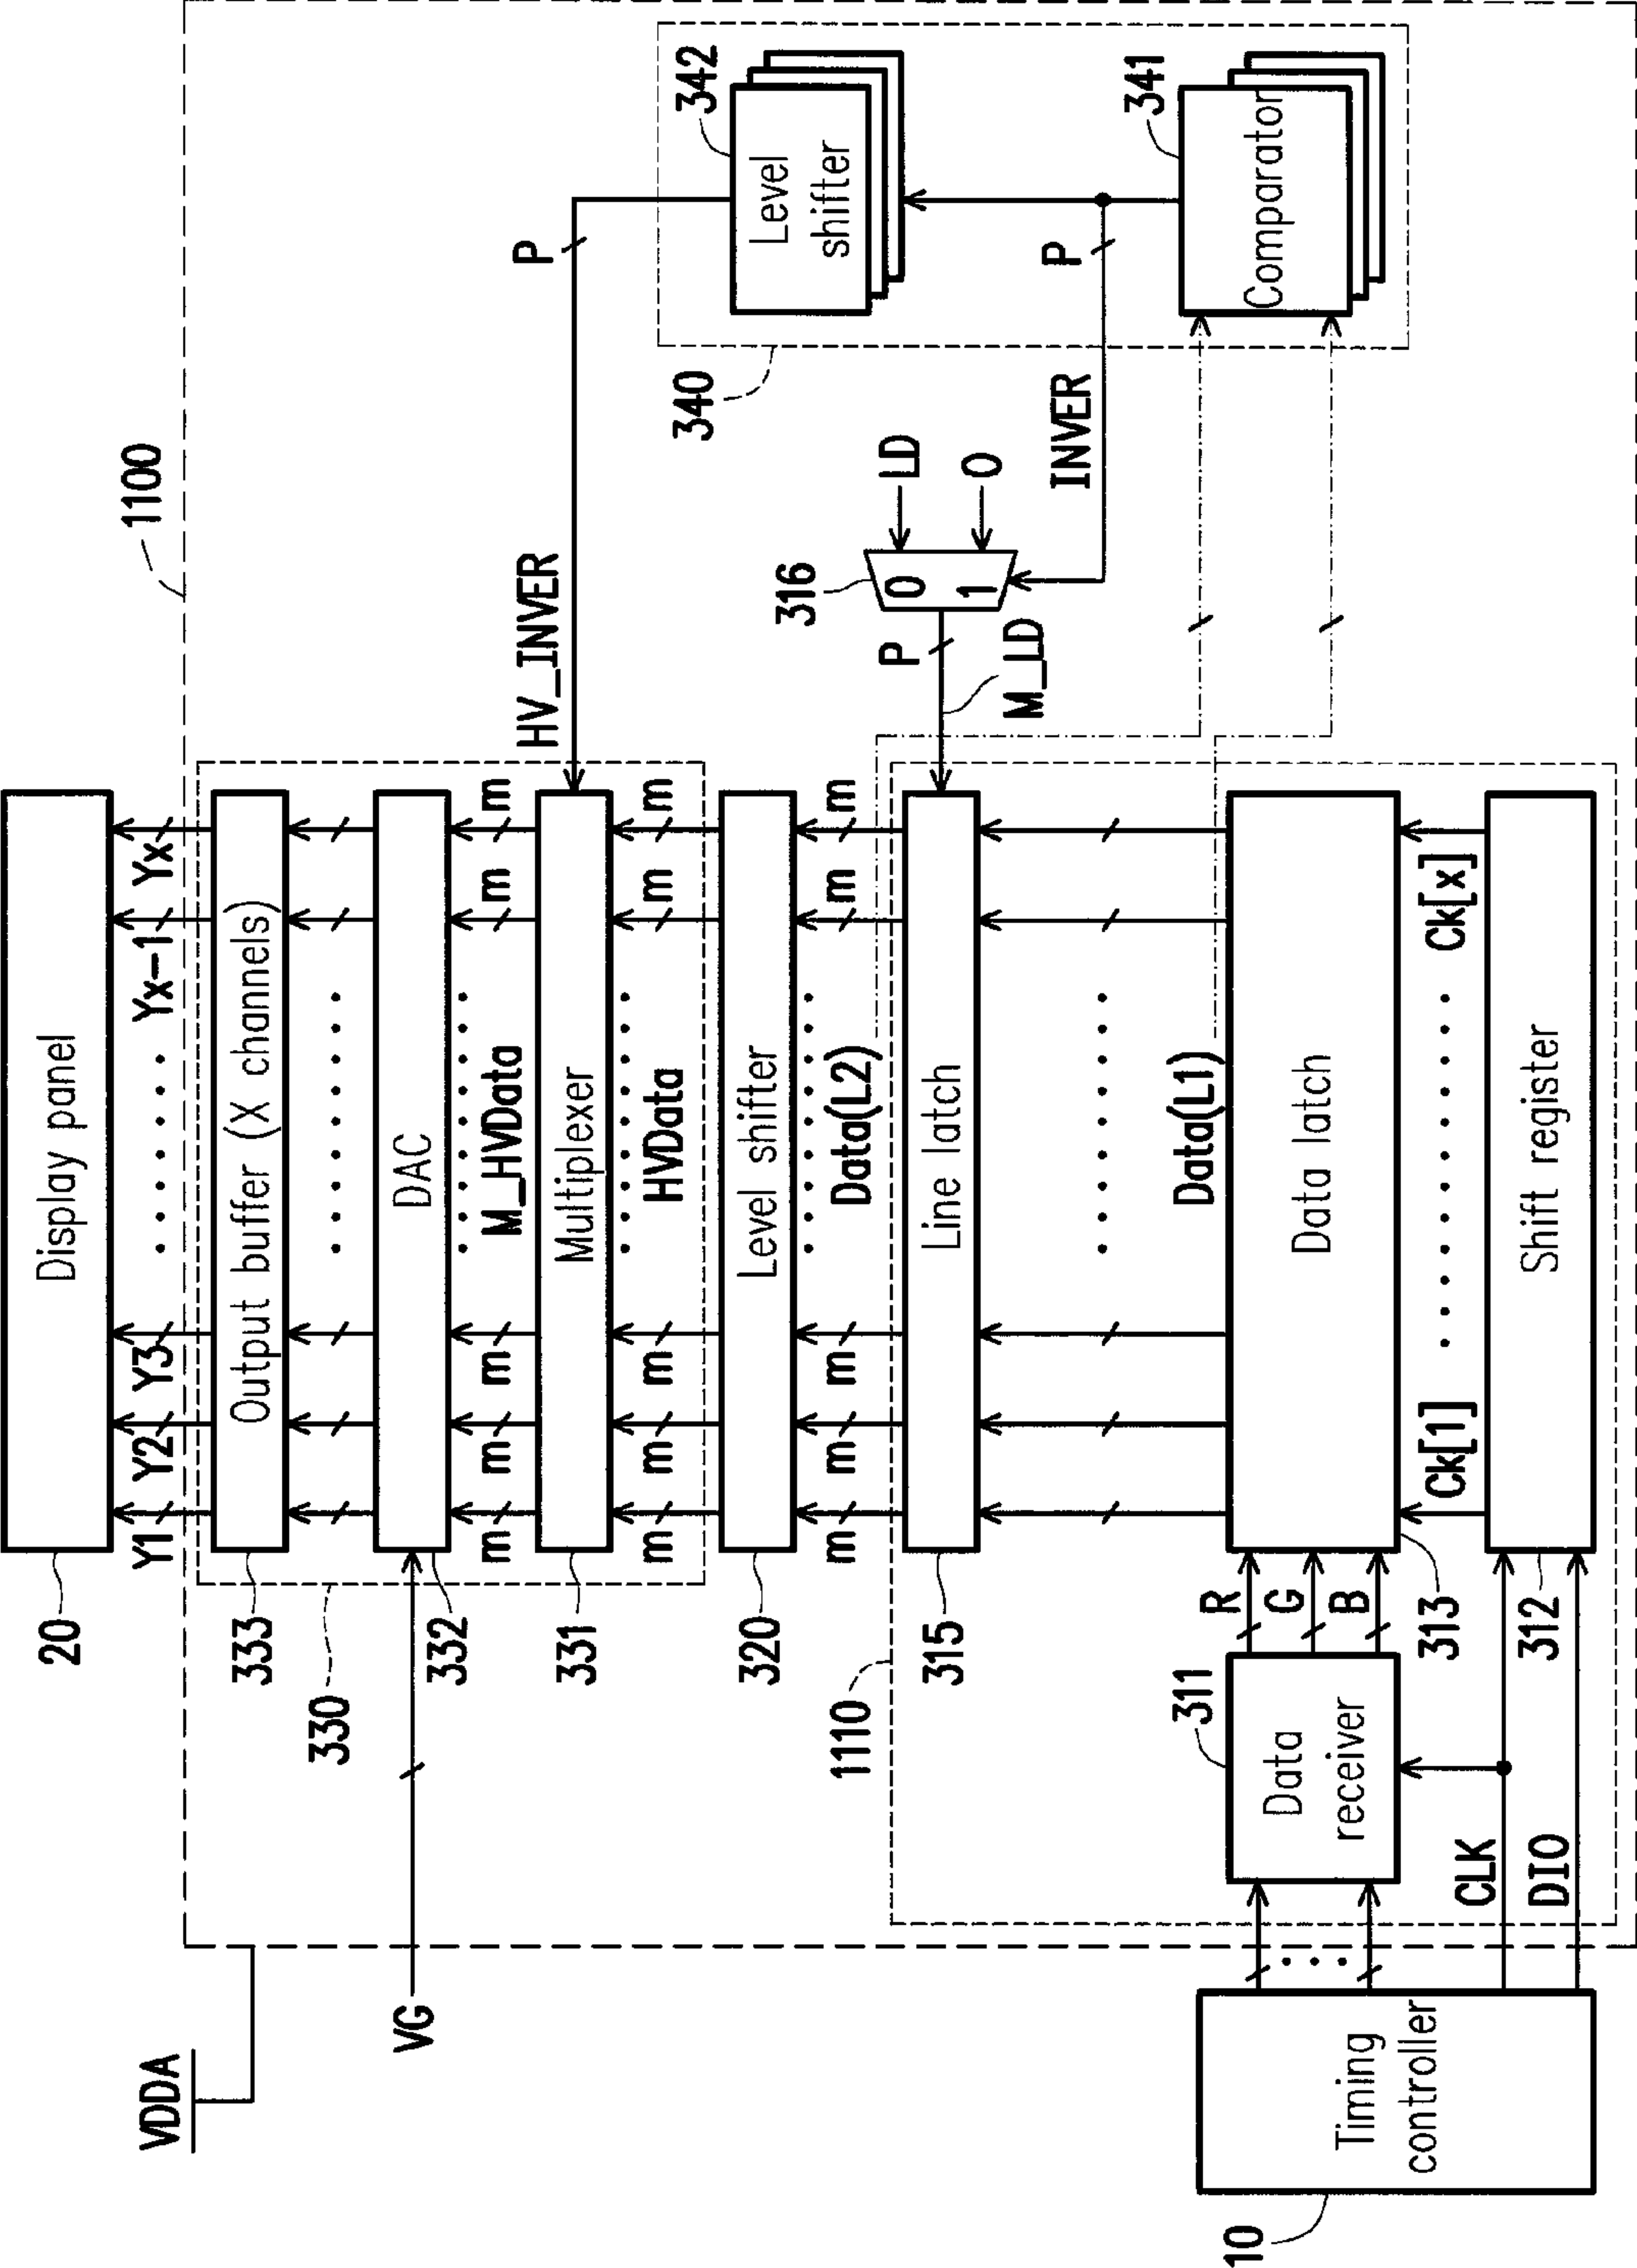 1100
VDDA
20
Display panel
Y1
Y2
Y3
Yx-1
Yx
333
Output buffer (X channels)
330
VG
332
DAC
m
m
m
M_HVData
m
m
HV_INVER
P
331
Multiplexer
m
m
m
HVData
m
m
320
Level shifter
m
m
m
Data(L2)
m
m
1110
315
Line latch
M_LD
P
316
0
1
LD
0
INVER
P
340
342
Level
shifter
341
Comparator
Data(L1)
311
Data
receiver
R
G
B
313
Data latch
Ck[1]
Ck[x]
CLK
DIO
312
Shift register
Timing
controller
10